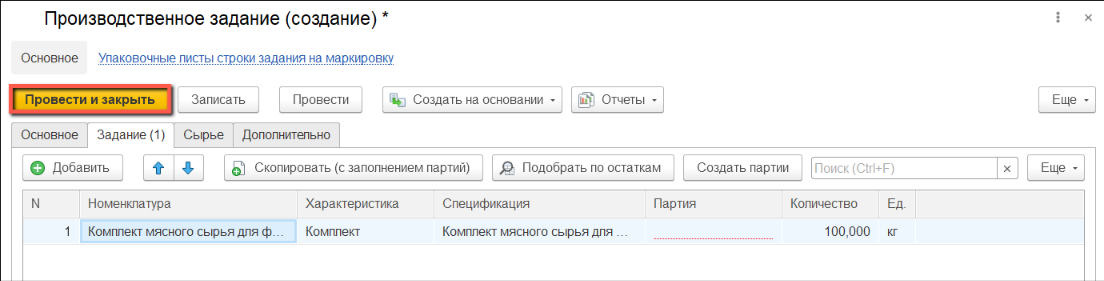 Производственное задание (создание) *
Основное Упаковочные листы строки задания на маркировку
Провести и закрыть Записать Провести Создать на основании Отчеты Еще
Основное Задание (1) Сырье Дополнительно
Добавить Скопировать (с заполнением партий) Подобрать по остаткам Создать партии Поиск (Ctrl+F) × Еще
N Номенклатура Характеристика Спецификация Партия Количество Ед.
1 Комплект мясного сырья для ф... Комплект Комплект мясного сырья для ... 100,000 кг